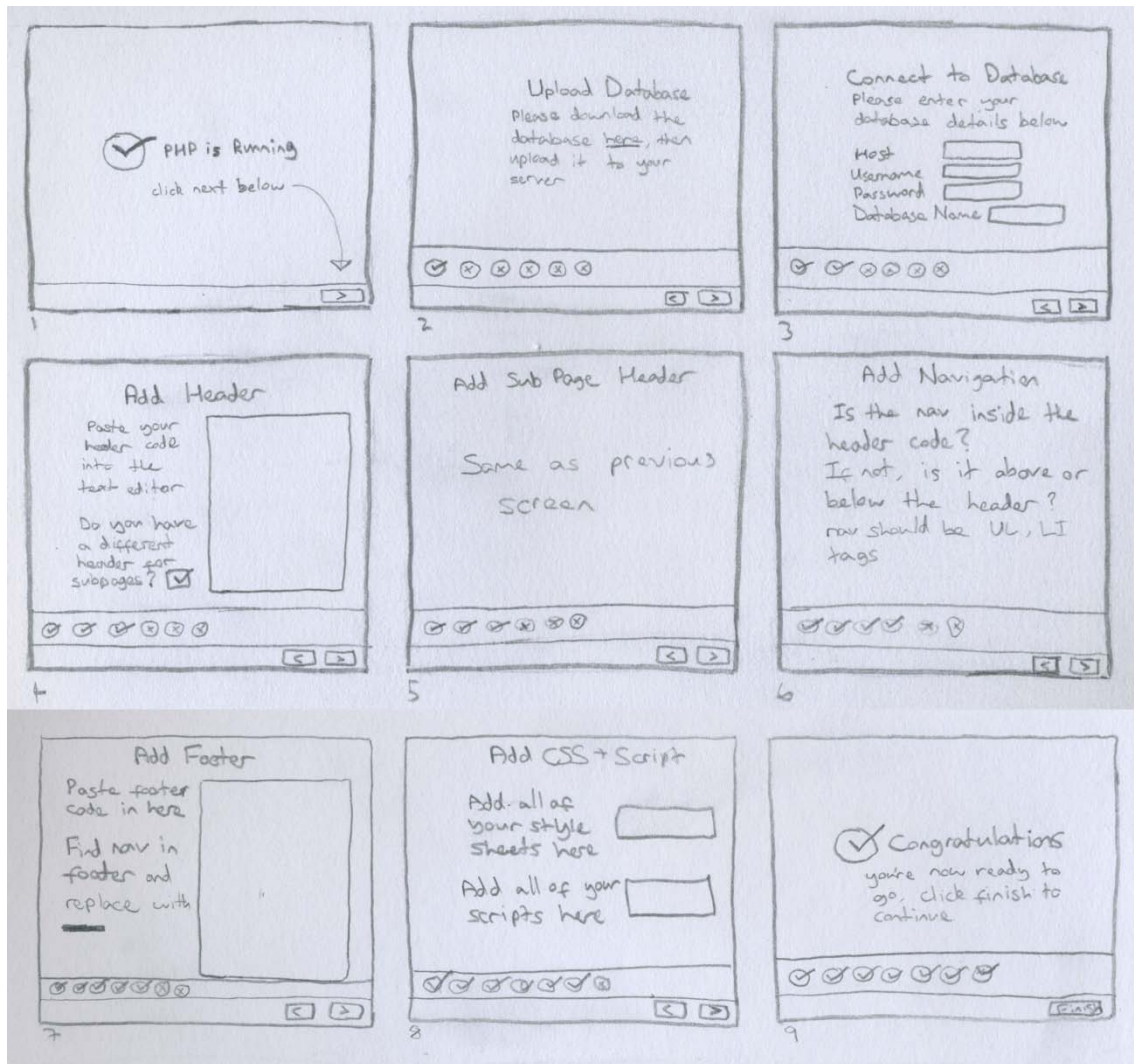 PHP is Running
click next below
>
1
Upload Database
Please download the
database here, then
upload it to your
server
< >
2
Connect to Database
Please enter your
database details below
Host
Username
Password
Database Name
< >
3
Add Header
Paste your
header code
into the
text editor
Do you have
a different
header for
subpages?
< >
4
Add Sub Page Header
Same as previous
screen
< >
5
Add Navigation
Is the nav inside the
header code?
If not, is it above or
below the header?
nav should be UL, LI
tags
< >
6
Add Footer
Paste footer
code in here
Find nav in
footer and
replace with
< >
7
Add CSS + Script
Add all of
your style
sheets here
Add all of your
scripts here
< >
8
Congratulations
you're now ready to
go, click finish to
continue
Finish
9